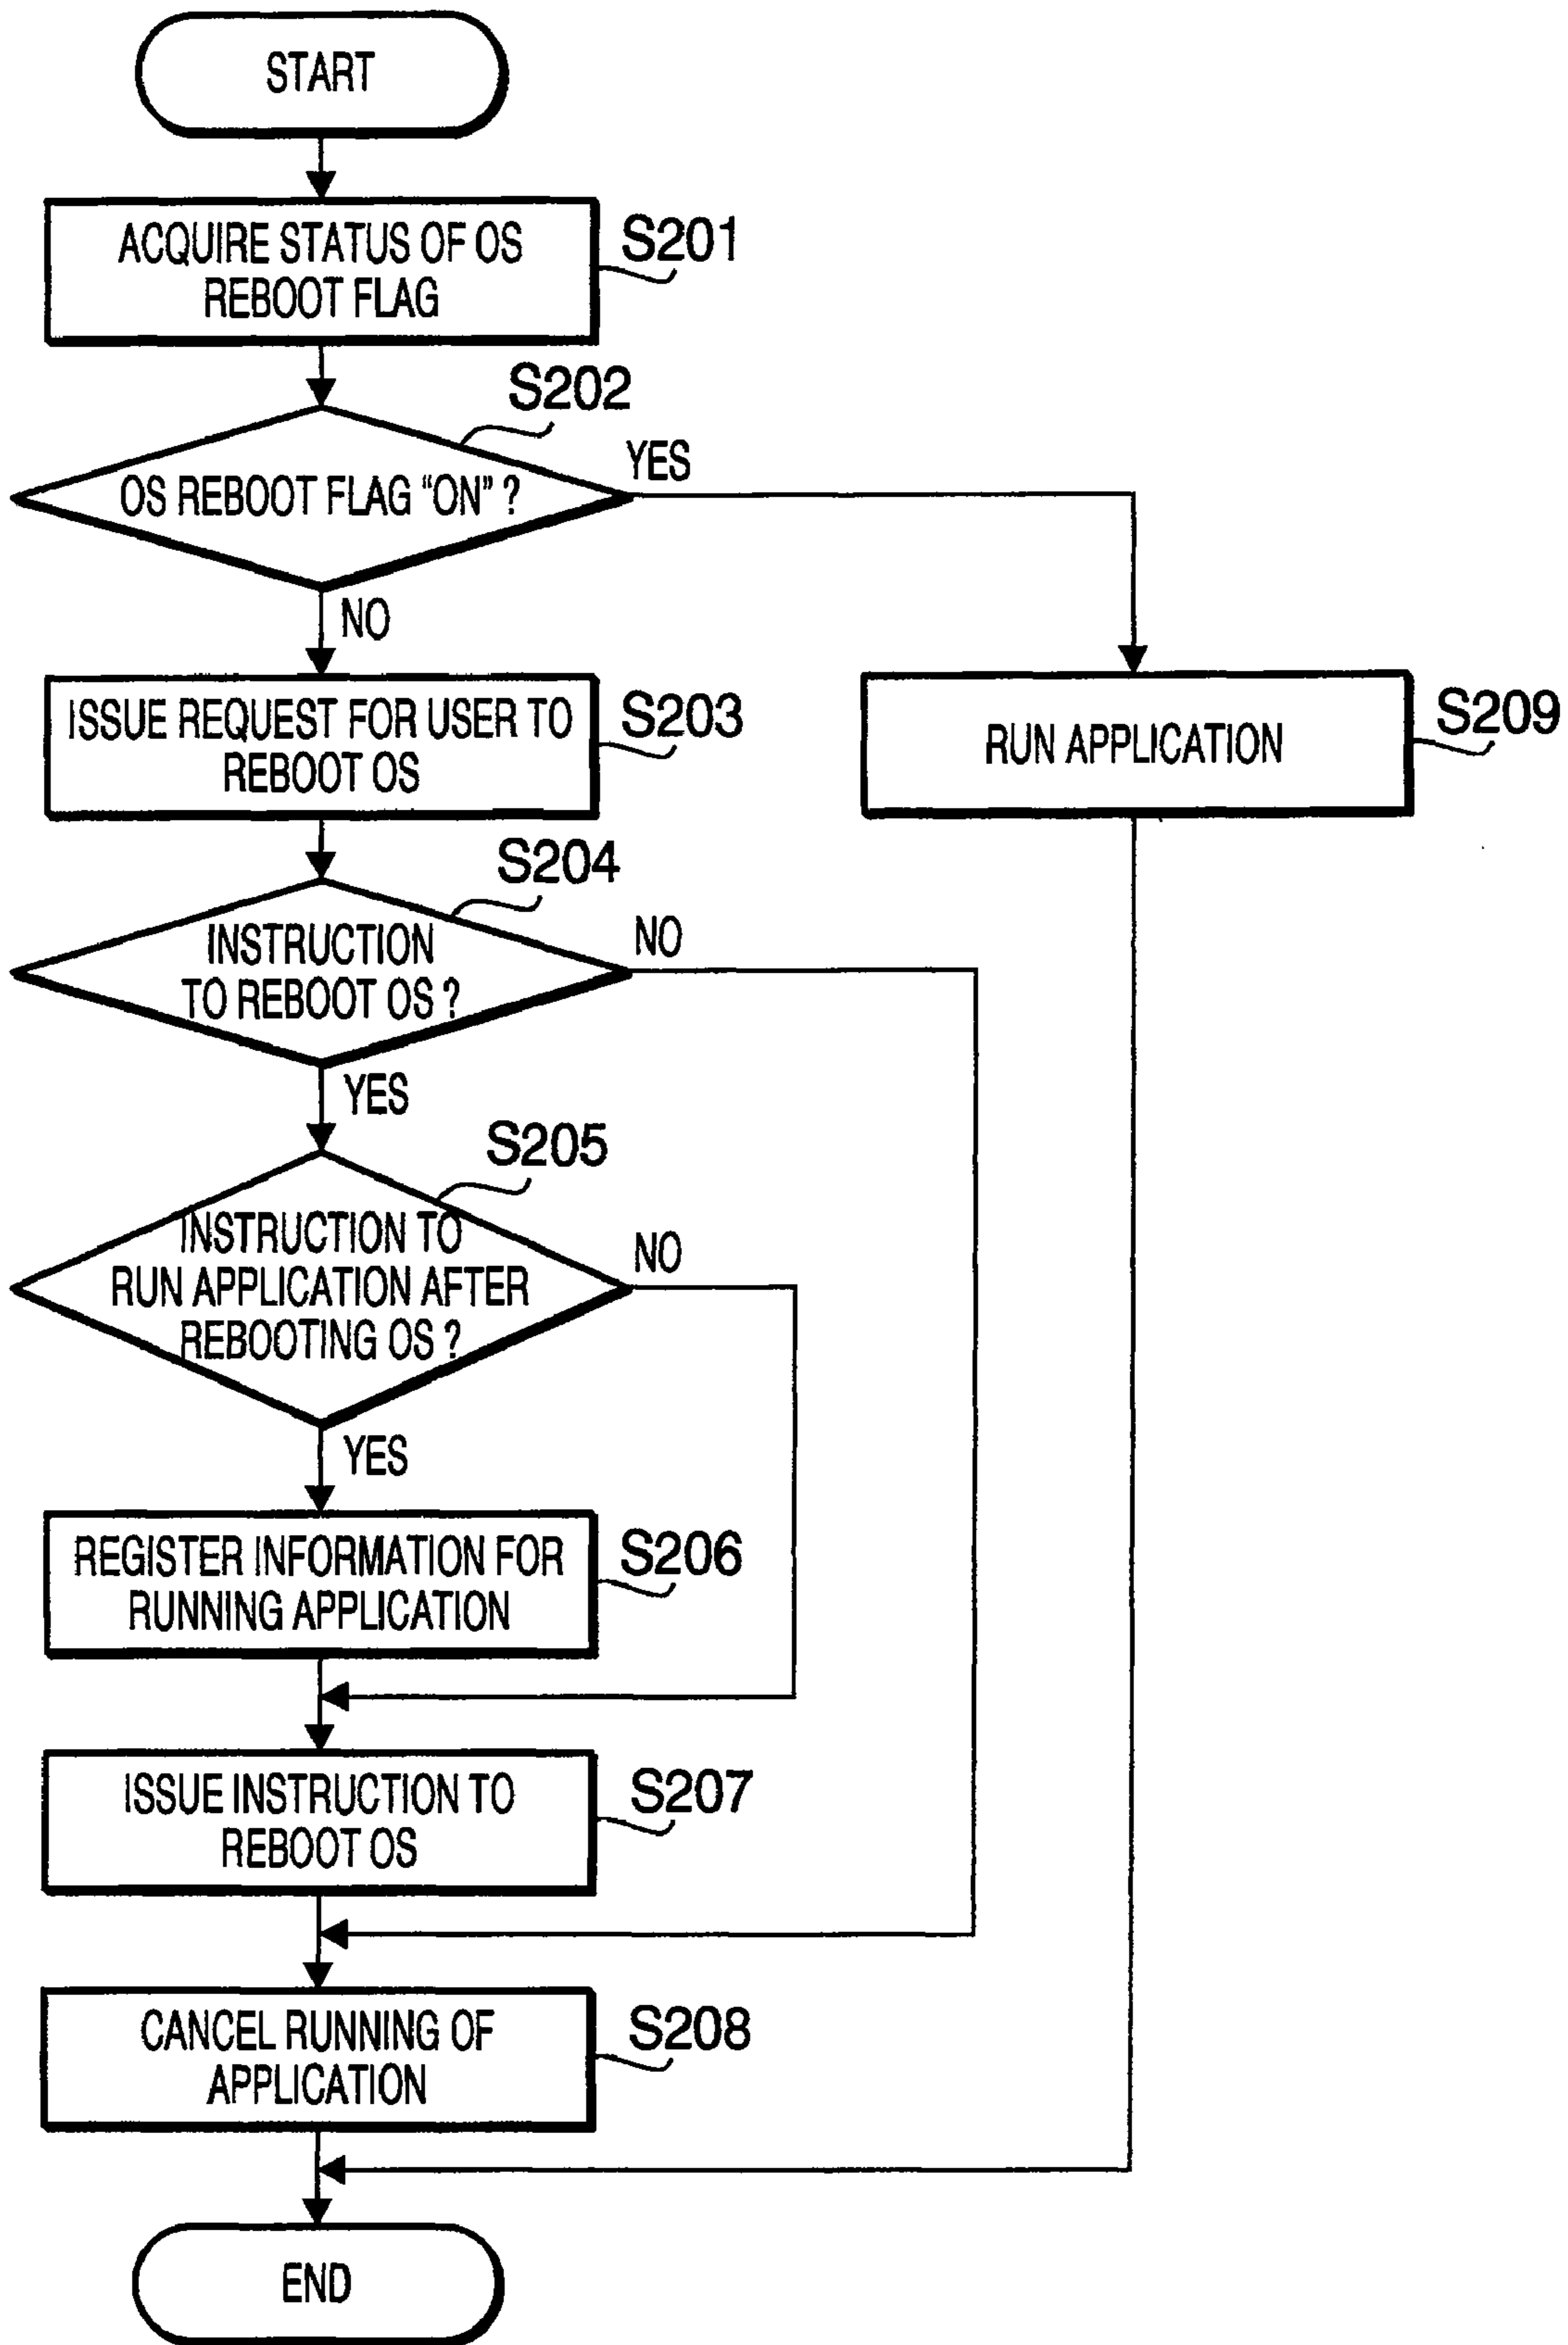 START
ACQUIRE STATUS OF OS
REBOOT FLAG
S201
S202
OS REBOOT FLAG “ON” ?
YES
NO
ISSUE REQUEST FOR USER TO
REBOOT OS
S203
RUN APPLICATION
S209
S204
INSTRUCTION
TO REBOOT OS ?
NO
YES
S205
INSTRUCTION TO
RUN APPLICATION AFTER
REBOOTING OS ?
NO
YES
REGISTER INFORMATION FOR
RUNNING APPLICATION
S206
ISSUE INSTRUCTION TO
REBOOT OS
S207
CANCEL RUNNING OF
APPLICATION
S208
END